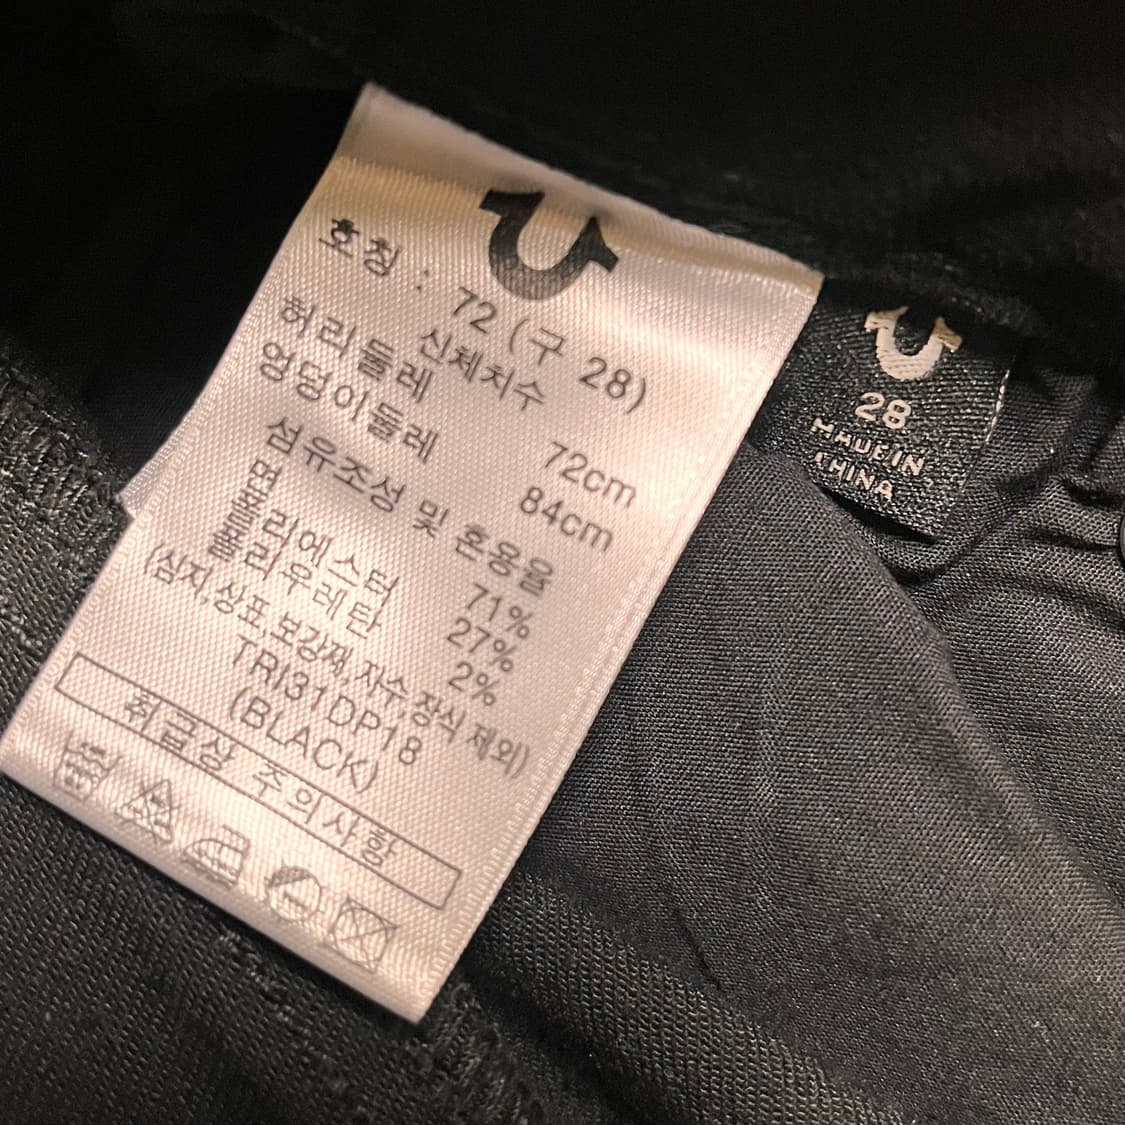 호칭 : 72 (구 28)
신체치수
허리둘레 72cm
엉덩이둘레 84cm
섬유조성 및 혼용율
면 71%
폴리에스터 27%
폴리우레탄 2%
(심지,상표,보강재,자수,장식 제외)
TRI31DP18
(BLACK)
취급상 주의사항
28
MADE IN
CHINA